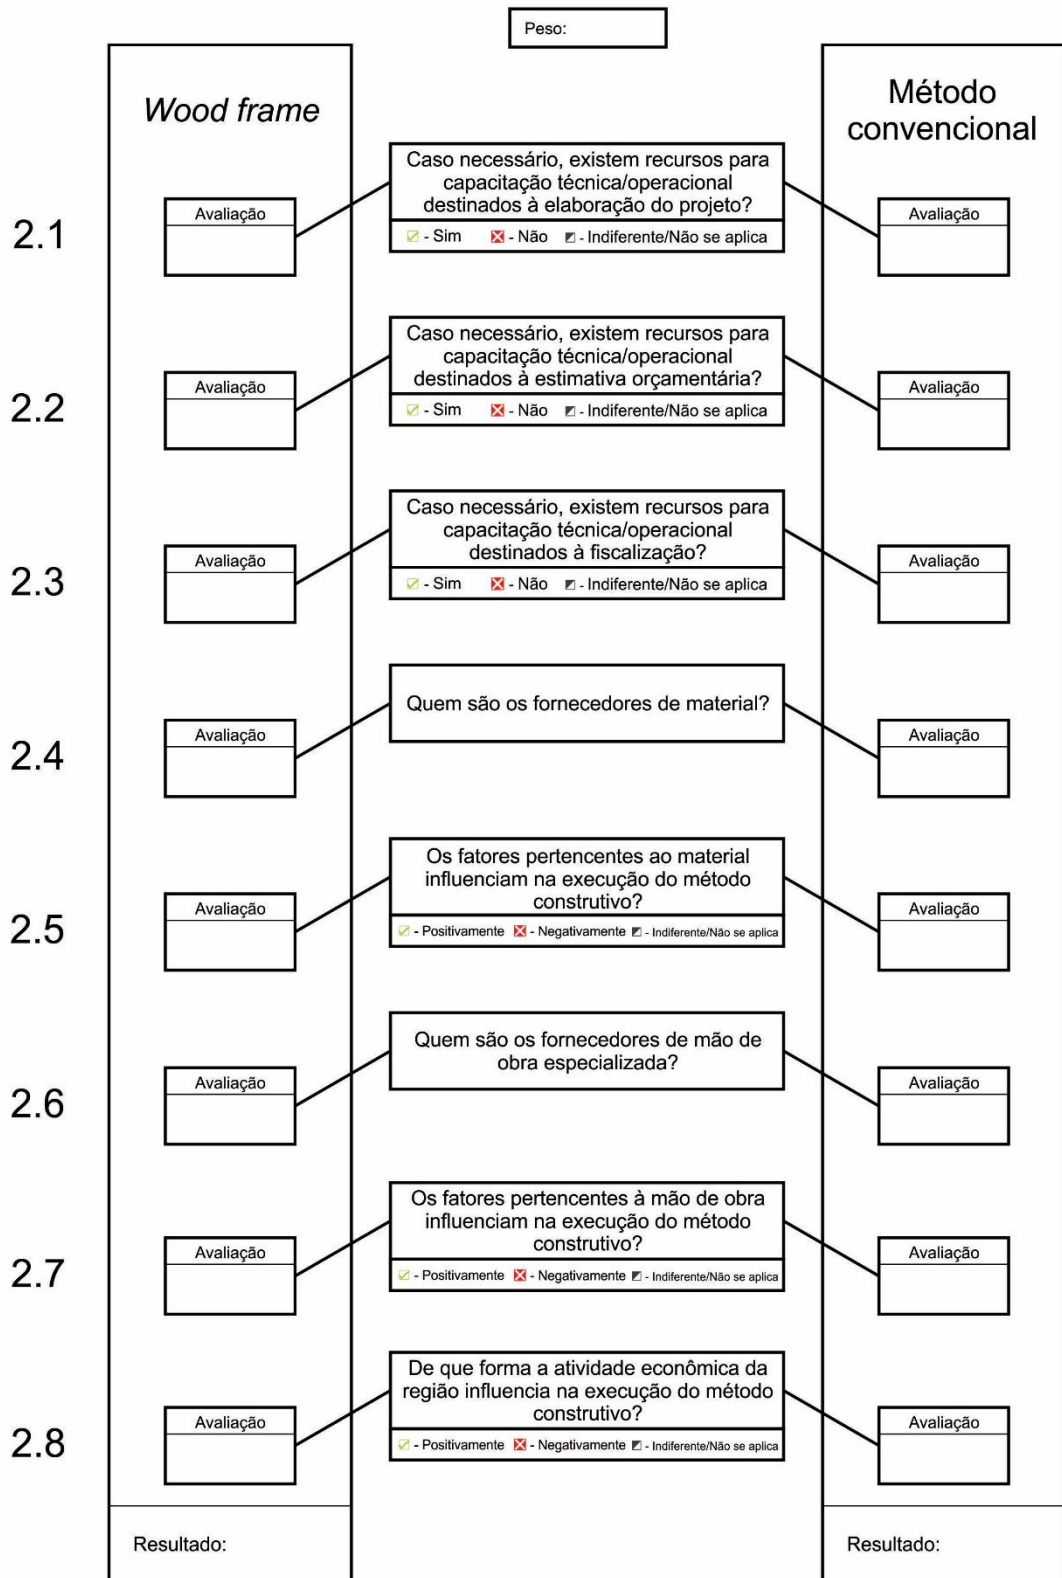 Peso:
Wood frame
Método
convencional
2.1
Avaliação
Caso necessário, existem recursos para
capacitação técnica/operacional
destinados à elaboração do projeto?
- Sim - Não - Indiferente/Não se aplica
Avaliação
2.2
Avaliação
Caso necessário, existem recursos para
capacitação técnica/operacional
destinados à estimativa orçamentária?
- Sim - Não - Indiferente/Não se aplica
Avaliação
2.3
Avaliação
Caso necessário, existem recursos para
capacitação técnica/operacional
destinados à fiscalização?
- Sim - Não - Indiferente/Não se aplica
Avaliação
2.4
Avaliação
Quem são os fornecedores de material?
Avaliação
2.5
Avaliação
Os fatores pertencentes ao material
influenciam na execução do método
construtivo?
- Positivamente - Negativamente - Indiferente/Não se aplica
Avaliação
2.6
Avaliação
Quem são os fornecedores de mão de
obra especializada?
Avaliação
2.7
Avaliação
Os fatores pertencentes à mão de obra
influenciam na execução do método
construtivo?
- Positivamente - Negativamente - Indiferente/Não se aplica
Avaliação
2.8
Avaliação
De que forma a atividade econômica da
região influencia na execução do método
construtivo?
- Positivamente - Negativamente - Indiferente/Não se aplica
Avaliação
Resultado:
Resultado: